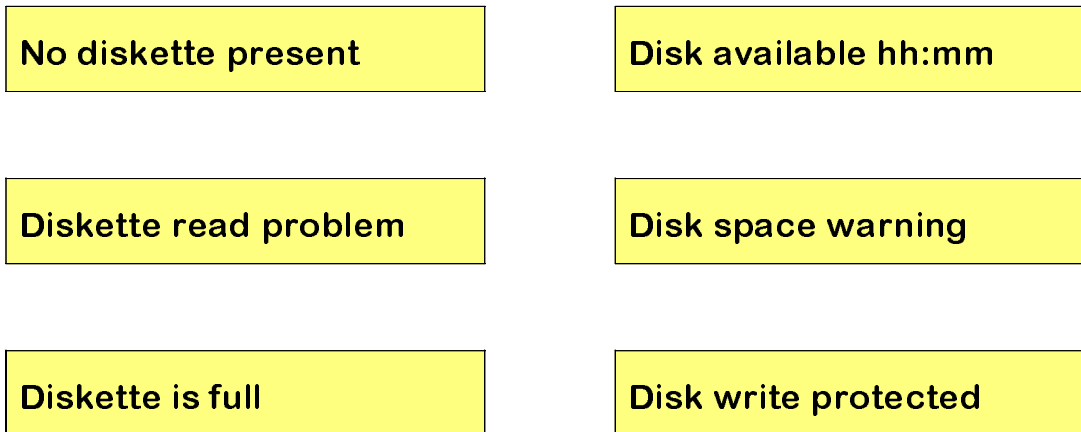 No diskette present
Disk available hh:mm
Diskette read problem
Disk space warning
Diskette is full
Disk write protected